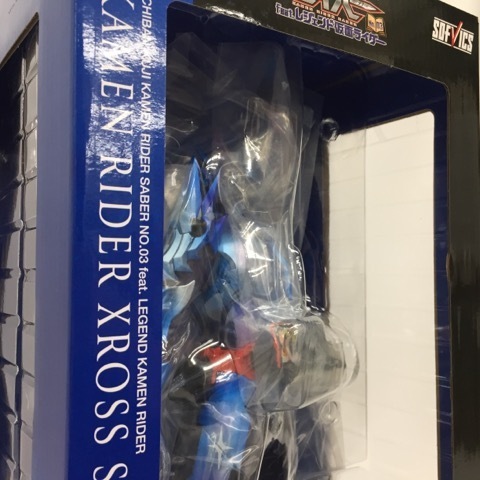 feat.レジェンド仮面ライダー
SOFVICS
CHIBAN KUJI KAMEN RIDER SABER NO.03 feat. LEGEND KAMEN RIDER
KAMEN RIDER XROSS S